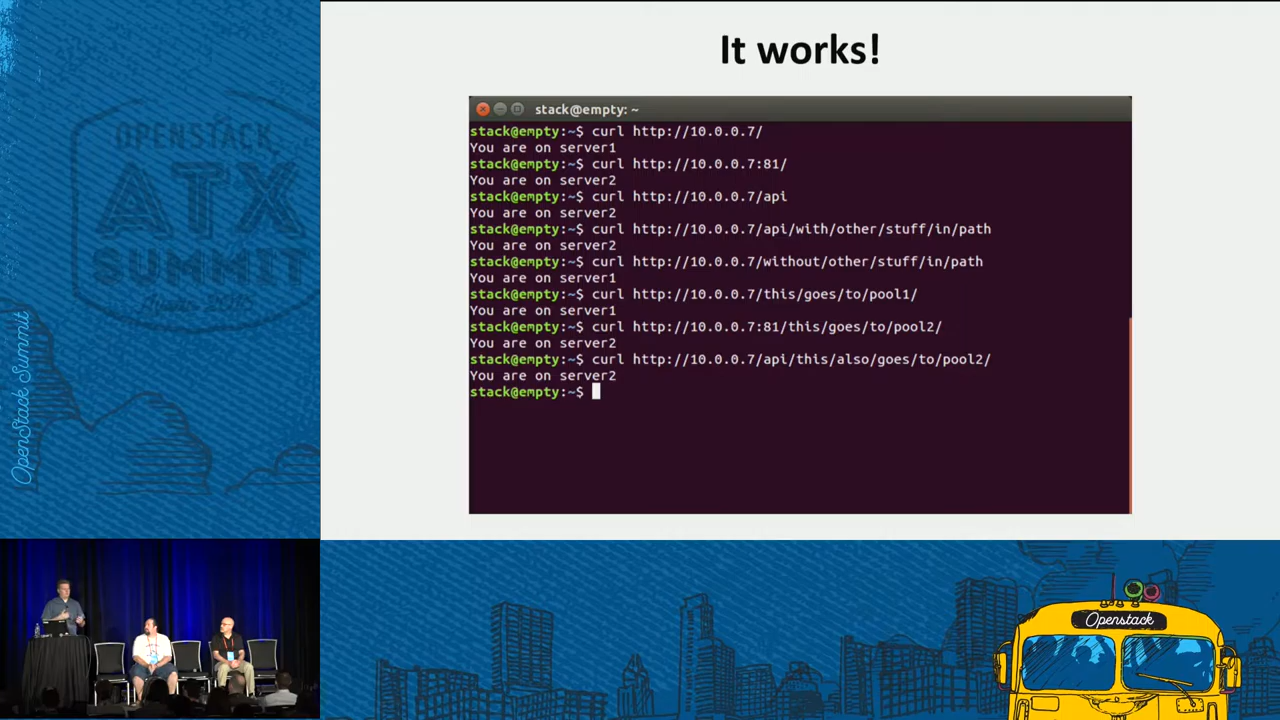 It works!
stack@empty: ~
stack@empty:~$ curl http://10.0.0.7/
You are on server1
stack@empty:~$ curl http://10.0.0.7:81/
You are on server2
stack@empty:~$ curl http://10.0.0.7/api
You are on server2
stack@empty:~$ curl http://10.0.0.7/api/with/other/stuff/in/path
You are on server2
stack@empty:~$ curl http://10.0.0.7/without/other/stuff/in/path
You are on server1
stack@empty:~$ curl http://10.0.0.7/this/goes/to/pool1/
You are on server1
stack@empty:~$ curl http://10.0.0.7:81/this/goes/to/pool2/
You are on server2
stack@empty:~$ curl http://10.0.0.7/api/this/also/goes/to/pool2/
You are on server2
stack@empty:~$
OPENSTACK
ATX
SUMMIT
OpenStack Summit
Openstack